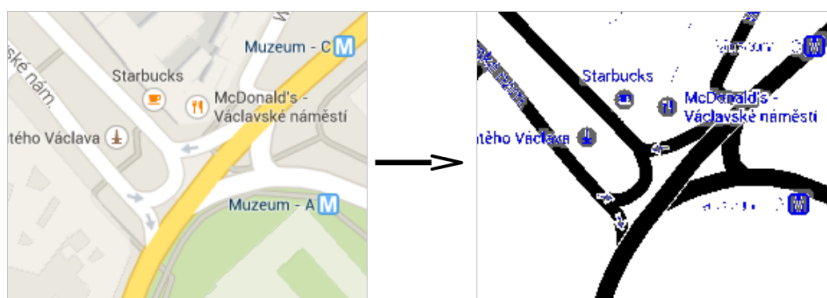 Muzeum - C M
Starbucks
McDonald's -
Václavské náměstí
ské nám.
tého Václava
Muzeum - A M
Starbucks
McDonald's -
Václavské náměstí
tého Václava